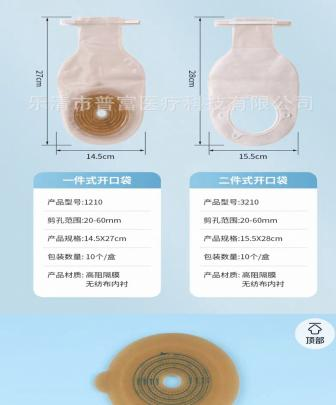 27cm
28cm
乐清市普富医疗科技有限公司
14.5cm
15.5cm
一件式开口袋
产品型号:1210
剪孔范围:20-60mm
产品规格:14.5X27cm
包装数量:10个/盒
产品材质: 高阻隔膜
无纺布内衬
二件式开口袋
产品型号:3210
剪孔范围:20-60mm
产品规格:15.5X28cm
包装数量:10个/盒
产品材质: 高阻隔膜
无纺布内衬
顶部